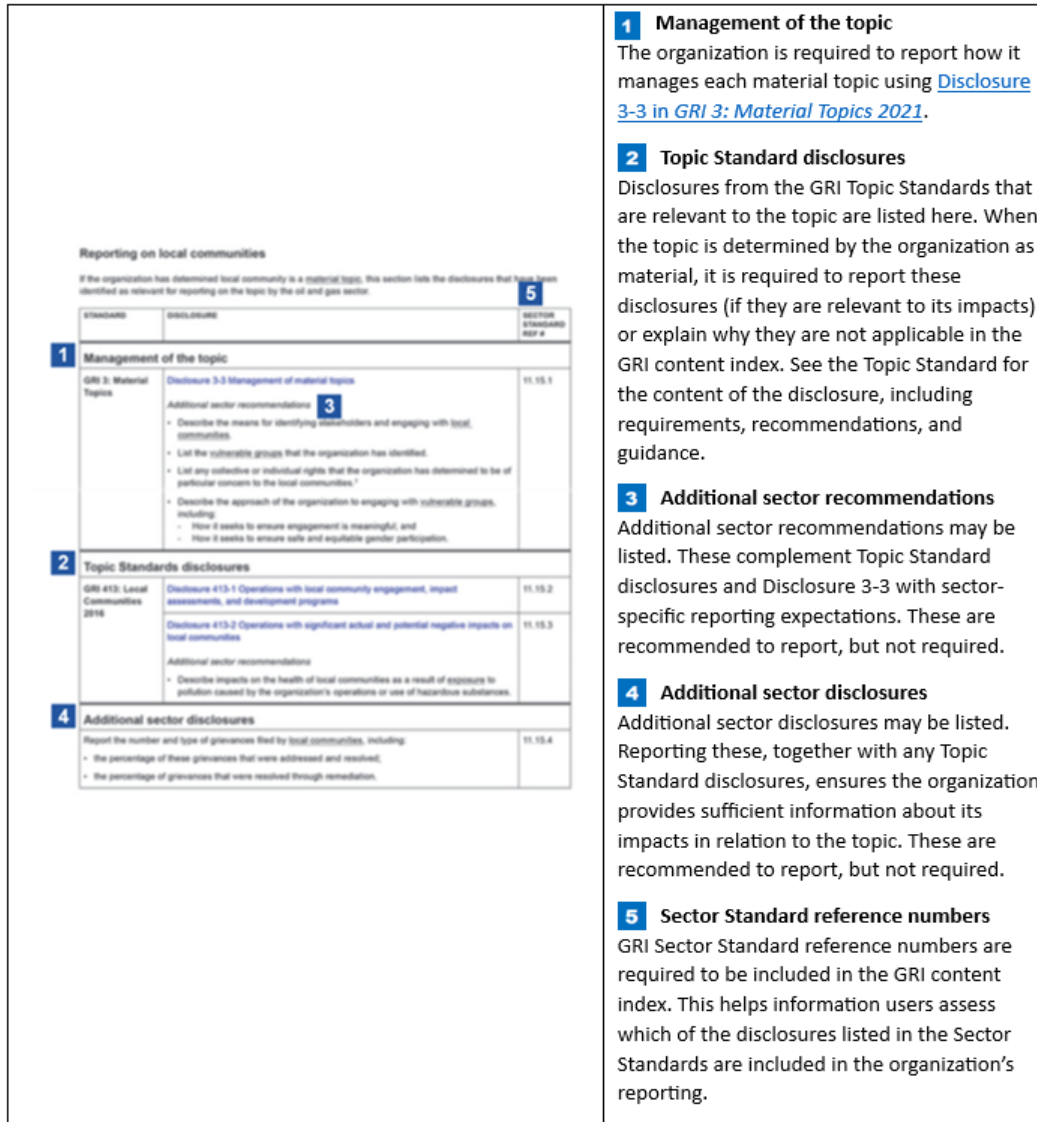 Reporting on local communities
If the organization has determined local community is a material topic, this section lists the disclosures that have been
identified as relevant for reporting on the topic by the oil and gas sector.
5
STANDARD DISCLOSURE SECTOR
STANDARD
REF #
1 Management of the topic
GRI 3: Material Disclosure 3-3 Management of material topics 11.15.1
Topics
Additional sector recommendations 3
• Describe the means for identifying stakeholders and engaging with local
communities.
• List the vulnerable groups that the organization has identified.
• List any collective or individual rights that the organization has determined to be of
particular concern to the local communities.
• Describe the approach of the organization to engaging with vulnerable groups,
including:
- How it seeks to ensure engagement is meaningful; and
- How it seeks to ensure safe and equitable gender participation.
2 Topic Standards disclosures
GRI 413: Local Disclosure 413-1 Operations with local community engagement, impact 11.15.2
Communities assessments, and development programs
2016
Disclosure 413-2 Operations with significant actual and potential negative impacts on 11.15.3
local communities
Additional sector recommendations
• Describe impacts on the health of local communities as a result of exposure to
pollution caused by the organization's operations or use of hazardous substances.
4 Additional sector disclosures
Report the number and type of grievances filed by local communities, including: 11.15.4
• the percentage of these grievances that were addressed and resolved;
• the percentage of grievances that were resolved through remediation.
1 Management of the topic
The organization is required to report how it
manages each material topic using Disclosure
3-3 in GRI 3: Material Topics 2021.
2 Topic Standard disclosures
Disclosures from the GRI Topic Standards that
are relevant to the topic are listed here. When
the topic is determined by the organization as
material, it is required to report these
disclosures (if they are relevant to its impacts)
or explain why they are not applicable in the
GRI content index. See the Topic Standard for
the content of the disclosure, including
requirements, recommendations, and
guidance.
3 Additional sector recommendations
Additional sector recommendations may be
listed. These complement Topic Standard
disclosures and Disclosure 3-3 with sector-
specific reporting expectations. These are
recommended to report, but not required.
4 Additional sector disclosures
Additional sector disclosures may be listed.
Reporting these, together with any Topic
Standard disclosures, ensures the organization
provides sufficient information about its
impacts in relation to the topic. These are
recommended to report, but not required.
5 Sector Standard reference numbers
GRI Sector Standard reference numbers are
required to be included in the GRI content
index. This helps information users assess
which of the disclosures listed in the Sector
Standards are included in the organization's
reporting.